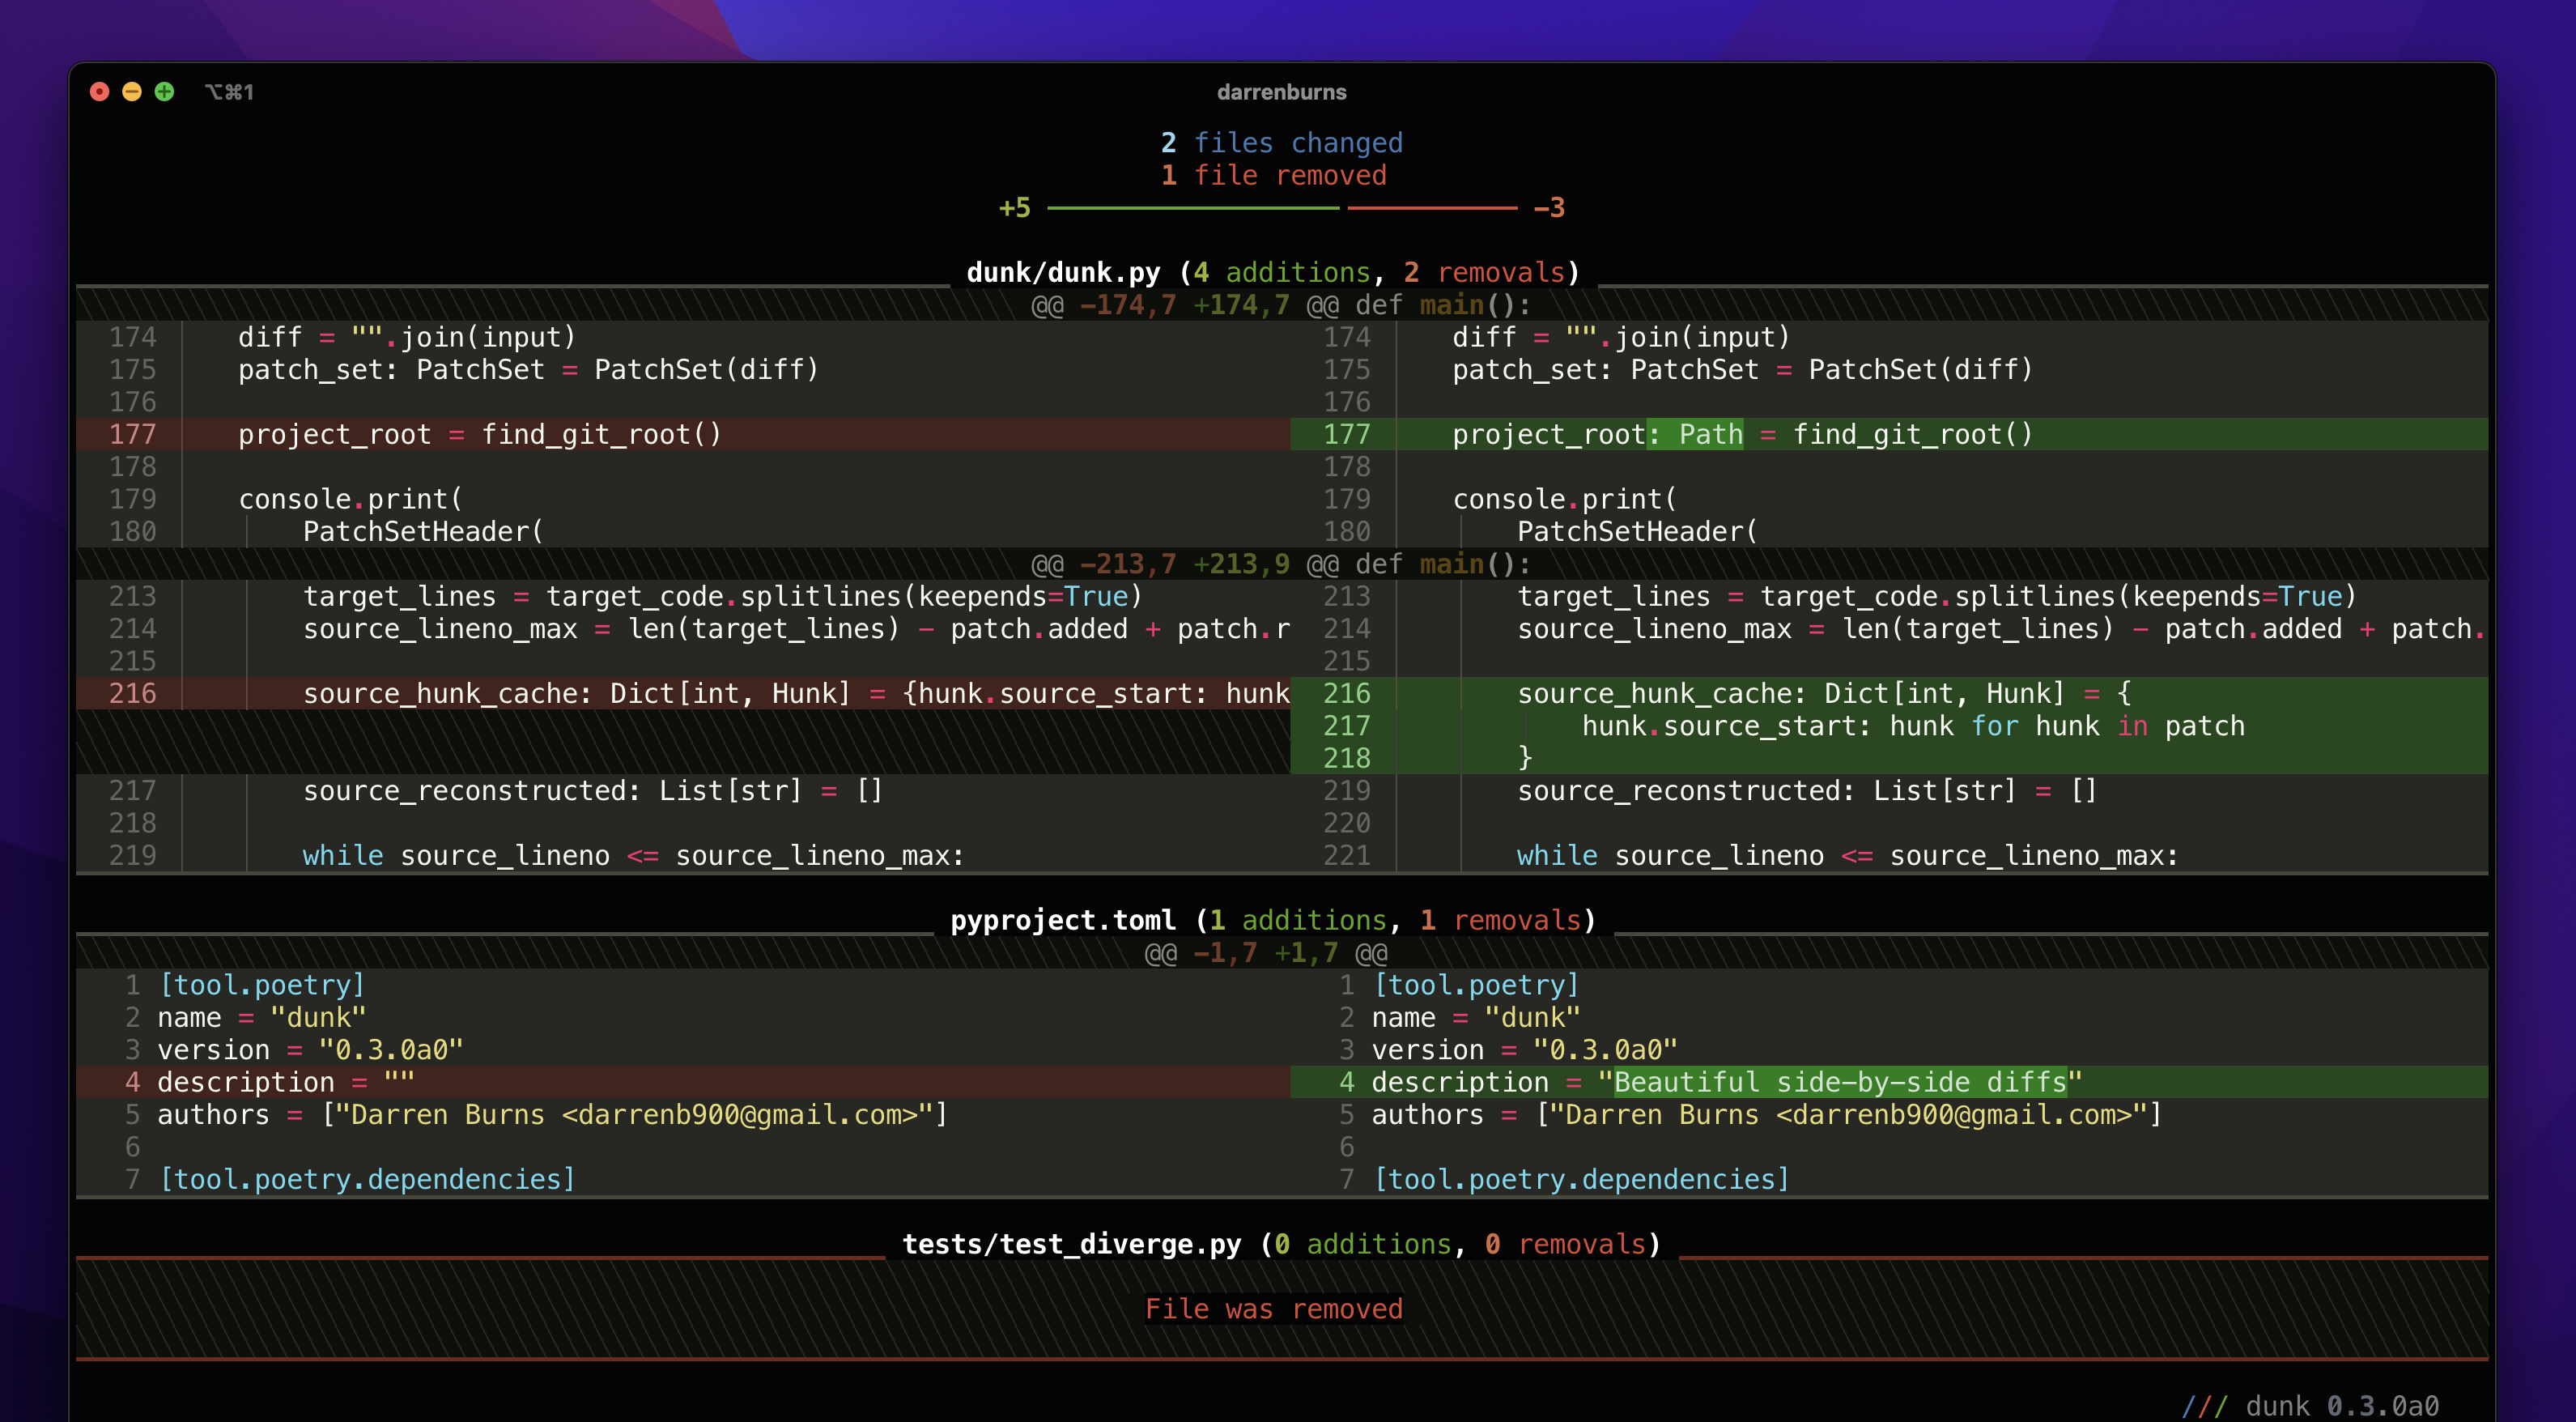 ⌥⌘1 darrenburns
2 files changed
1 file removed
+5 −3
dunk/dunk.py (4 additions, 2 removals)
@@ −174,7 +174,7 @@ def main():
174 diff = "".join(input) 174 diff = "".join(input)
175 patch_set: PatchSet = PatchSet(diff) 175 patch_set: PatchSet = PatchSet(diff)
176 176
177 project_root = find_git_root() 177 project_root: Path = find_git_root()
178 178
179 console.print( 179 console.print(
180 PatchSetHeader( 180 PatchSetHeader(
@@ −213,7 +213,9 @@ def main():
213 target_lines = target_code.splitlines(keepends=True) 213 target_lines = target_code.splitlines(keepends=True)
214 source_lineno_max = len(target_lines) − patch.added + patch.r 214 source_lineno_max = len(target_lines) − patch.added + patch.
215 215
216 source_hunk_cache: Dict[int, Hunk] = {hunk.source_start: hunk 216 source_hunk_cache: Dict[int, Hunk] = {
217 hunk.source_start: hunk for hunk in patch
218 }
217 source_reconstructed: List[str] = [] 219 source_reconstructed: List[str] = []
218 220
219 while source_lineno <= source_lineno_max: 221 while source_lineno <= source_lineno_max:
pyproject.toml (1 additions, 1 removals)
@@ −1,7 +1,7 @@
1 [tool.poetry] 1 [tool.poetry]
2 name = "dunk" 2 name = "dunk"
3 version = "0.3.0a0" 3 version = "0.3.0a0"
4 description = "" 4 description = "Beautiful side−by−side diffs"
5 authors = ["Darren Burns <darrenb900@gmail.com>"] 5 authors = ["Darren Burns <darrenb900@gmail.com>"]
6 6
7 [tool.poetry.dependencies] 7 [tool.poetry.dependencies]
tests/test_diverge.py (0 additions, 0 removals)
File was removed
/// dunk 0.3.0a0